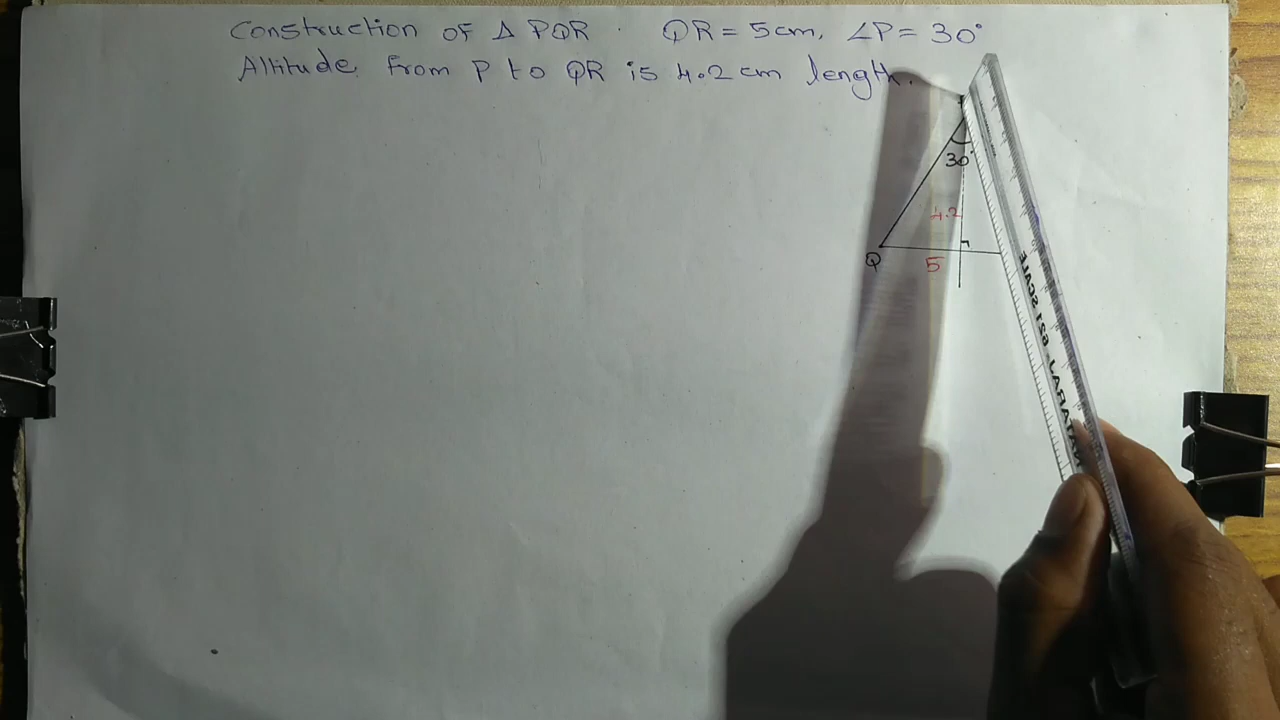 Construction of Δ PQR . QR = 5cm, ∠P = 30°
Altitude from P to QR is 4.2 cm length.
30°
4.2
Q
5